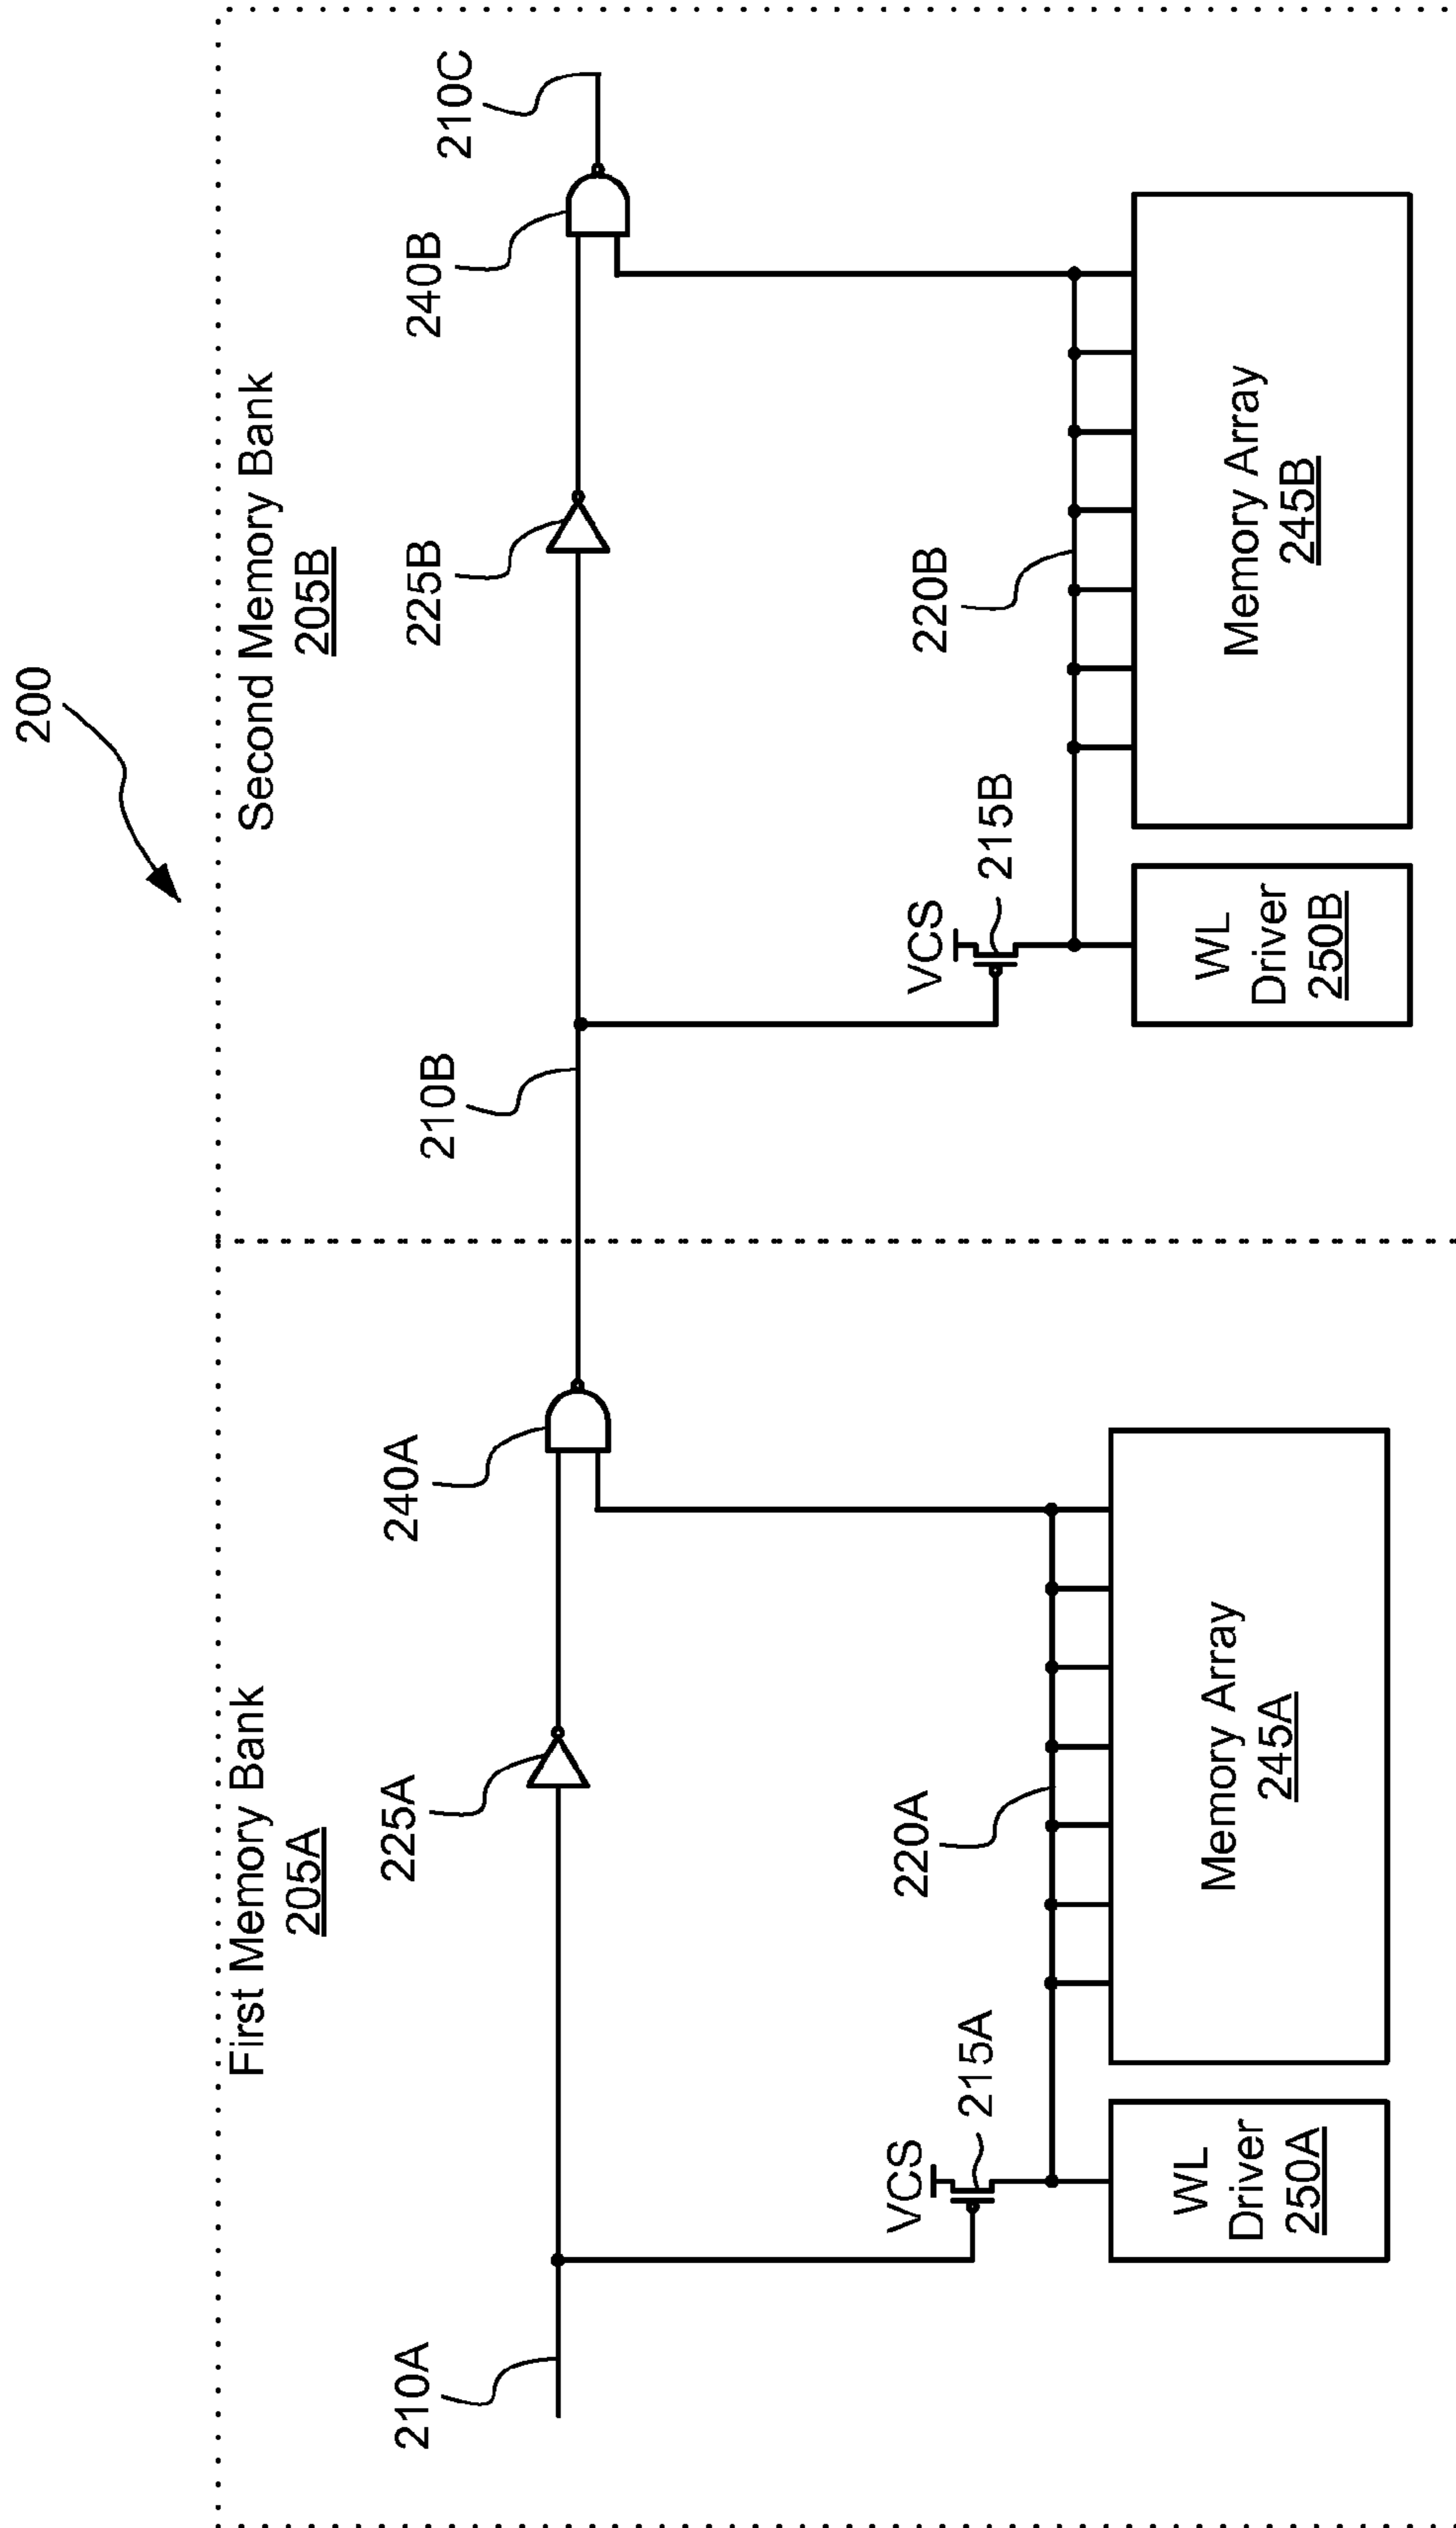 200
First Memory Bank
205A
Second Memory Bank
205B
210A
225A
240A
210B
225B
240B
210C
VCS
215A
220A
VCS
215B
220B
WL
Driver
250A
Memory Array
245A
WL
Driver
250B
Memory Array
245B